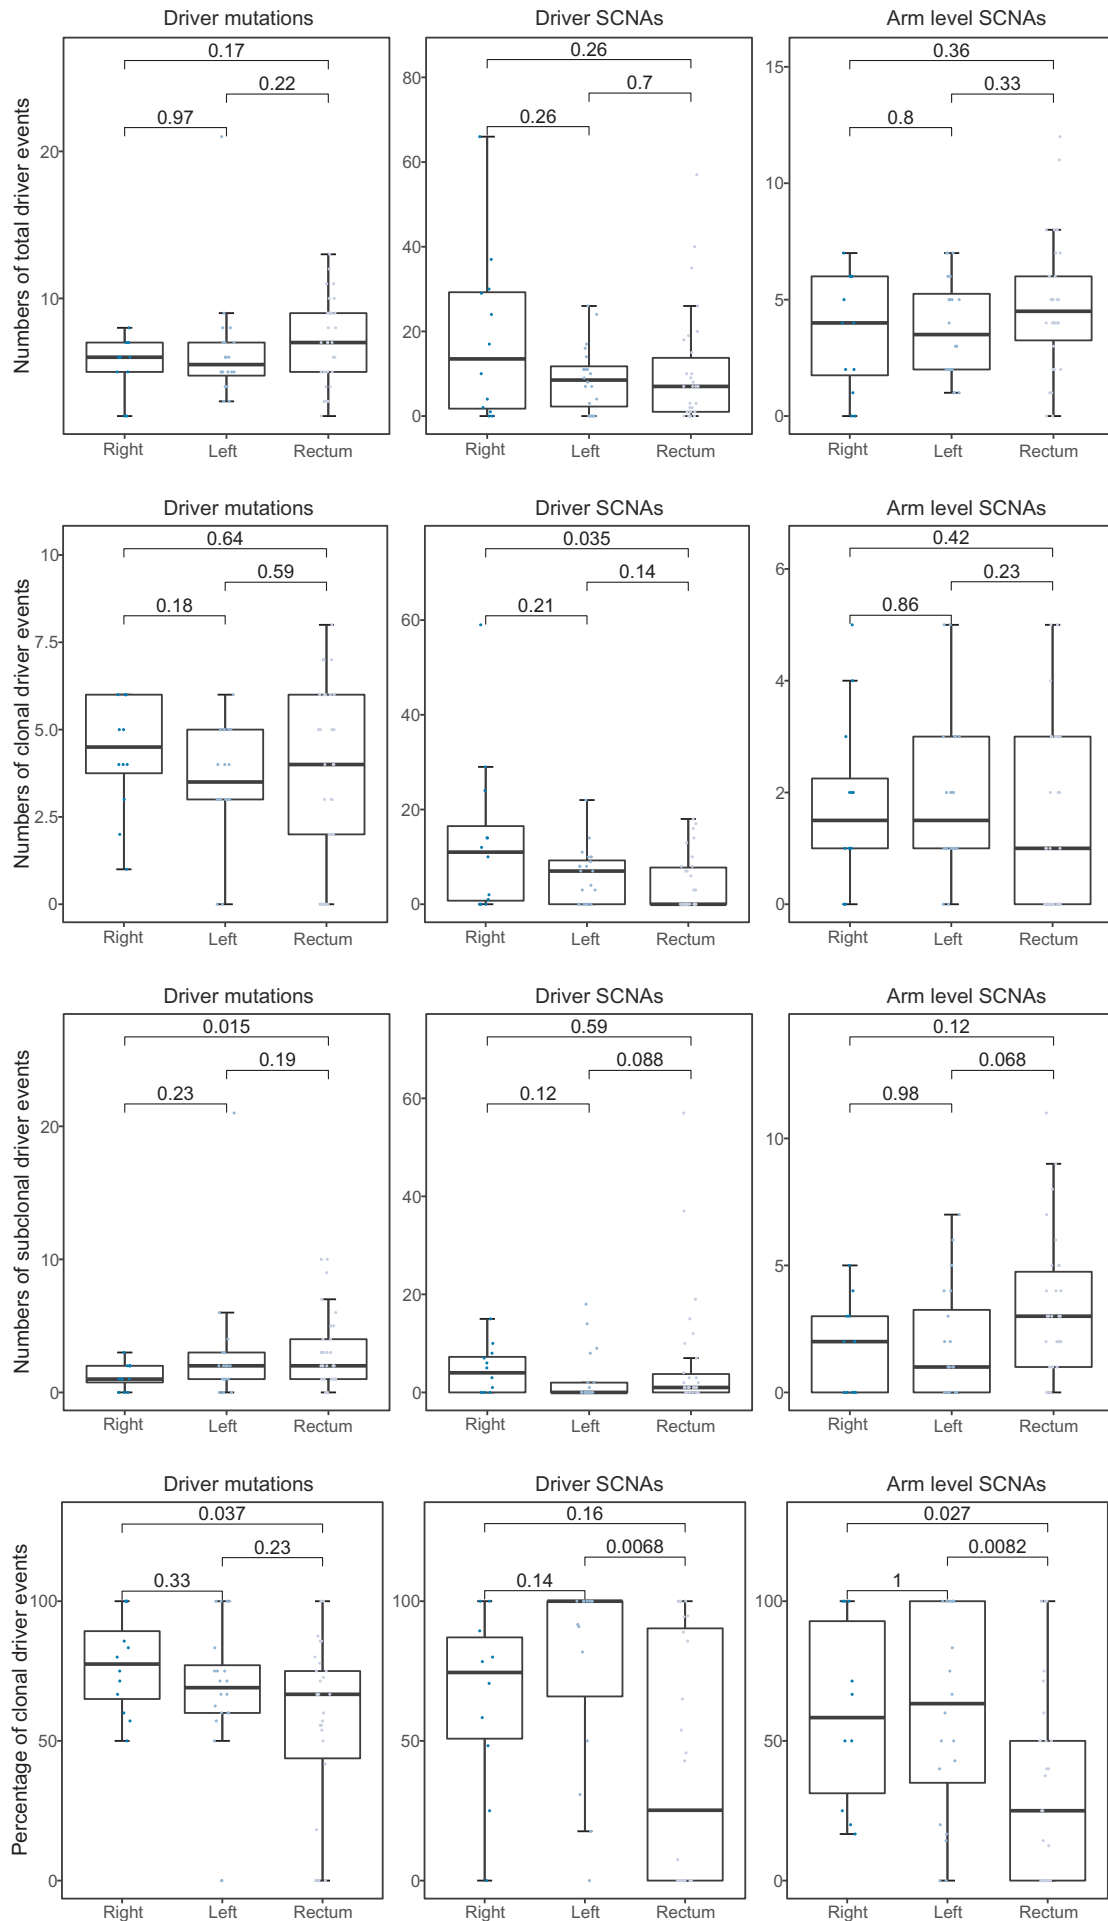 Driver mutations Driver SCNAs Arm level SCNAs
Numbers of total driver events
0.17 0.26 0.36
0.22 0.7 0.33
0.97 0.26 0.8
20 80 15
10 60 10
40 5
20 0
0
Right Left Rectum Right Left Rectum Right Left Rectum
Driver mutations Driver SCNAs Arm level SCNAs
Numbers of clonal driver events
0.64 0.035 0.42
0.59 0.14 0.23
0.18 0.21 0.86
10 60 6
7.5 40 4
5.0 20 2
2.5 0 0
0
Right Left Rectum Right Left Rectum Right Left Rectum
Driver mutations Driver SCNAs Arm level SCNAs
Numbers of subclonal driver events
0.015 0.59 0.12
0.19 0.088 0.068
0.23 0.12 0.98
20 60 10
10 40 5
0 20 0
0
Right Left Rectum Right Left Rectum Right Left Rectum
Driver mutations Driver SCNAs Arm level SCNAs
Percentage of clonal driver events
0.037 0.16 0.027
0.23 0.0068 0.0082
0.33 0.14 1
100 100 100
50 50 50
0 0 0
Right Left Rectum Right Left Rectum Right Left Rectum